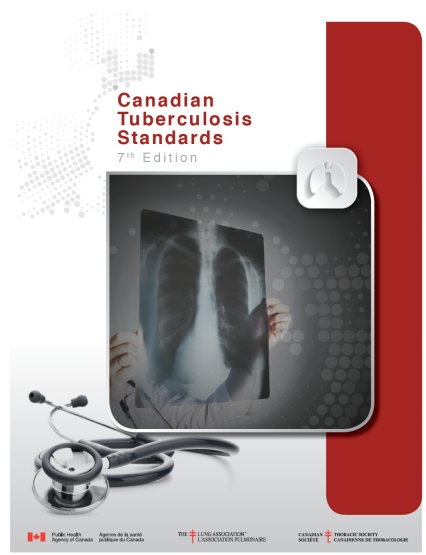 Canadian
Tuberculosis
Standards
7th Edition
Public Health
Agency of Canada
Agence de la santé
publique du Canada
THE LUNG ASSOCIATION™
L'ASSOCIATION PULMONAIRE
CANADIAN THORACIC SOCIETY
SOCIÉTÉ CANADIENNE DE THORACOLOGIE